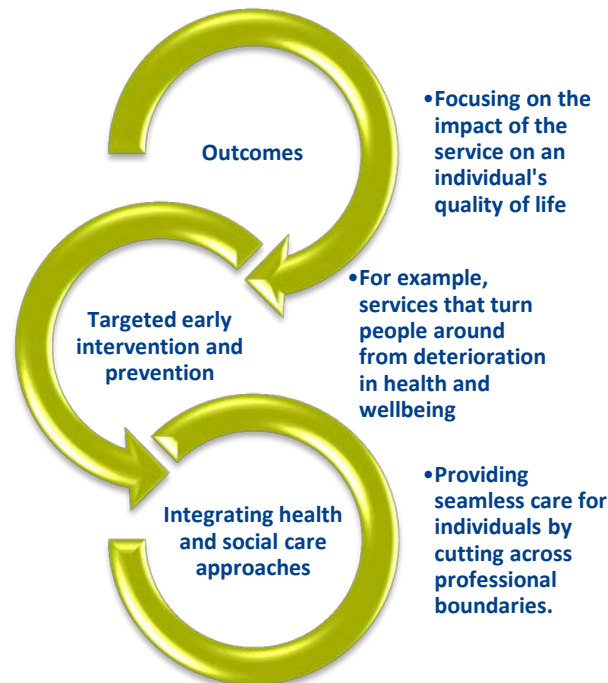 Outcomes
•Focusing on the
impact of the
service on an
individual's
quality of life
Targeted early
intervention and
prevention
•For example,
services that turn
people around
from deterioration
in health and
wellbeing
Integrating health
and social care
approaches
•Providing
seamless care for
individuals by
cutting across
professional
boundaries.